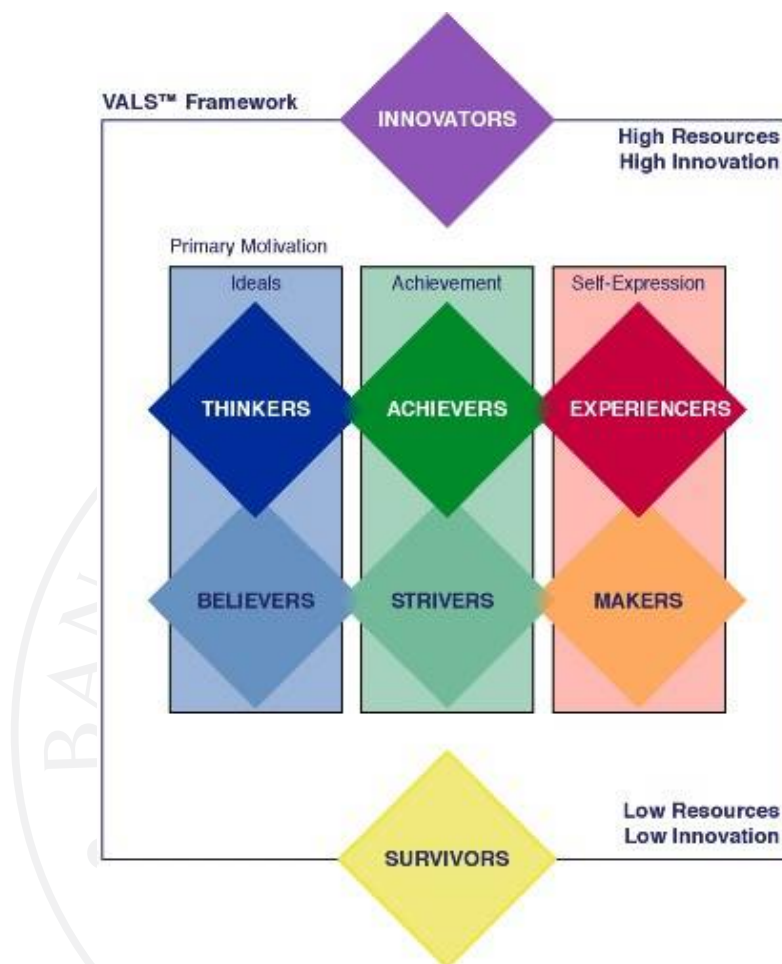 VALS™ Framework
INNOVATORS
High Resources
High Innovation
Primary Motivation
Ideals
Achievement
Self-Expression
THINKERS
ACHIEVERS
EXPERIENCERS
BELIEVERS
STRIVERS
MAKERS
Low Resources
Low Innovation
SURVIVORS
BAN